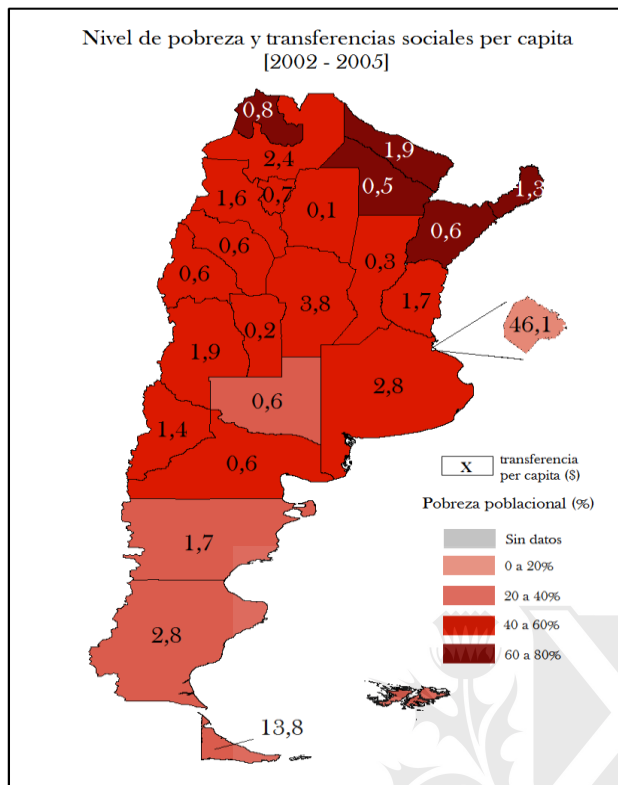 Nivel de pobreza y transferencias sociales per capita
[2002 - 2005]
0,8
1,9
2,4
0,5
1,3
1,6
0,7
0,1
0,6
0,6
0,3
0,6
3,8
1,7
46,1
0,2
1,9
2,8
0,6
1,4
0,6
X
transferencia
per capita ($)
Pobreza poblacional (%)
Sin datos
0 a 20%
20 a 40%
40 a 60%
60 a 80%
1,7
2,8
13,8